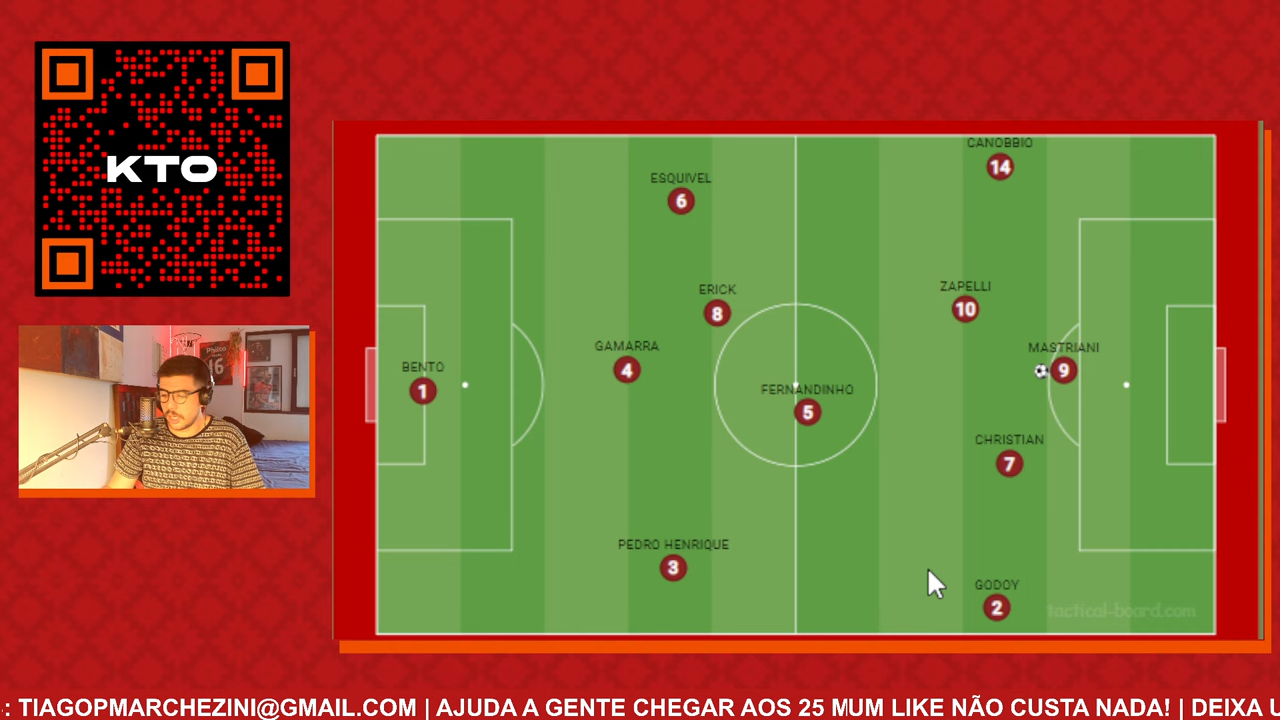 KTO
Philco
16
CANOBBIO
14
ESQUIVEL
6
ERICK
8
ZAPELLI
10
GAMARRA
4
MASTRIANI
9
BENTO
1
FERNANDINHO
5
CHRISTIAN
7
PEDRO HENRIQUE
3
GODOY
2
tactical-board.com
: TIAGOPMARCHEZINI@GMAIL.COM | AJUDA A GENTE CHEGAR AOS 25 MUM LIKE NÃO CUSTA NADA! | DEIXA U